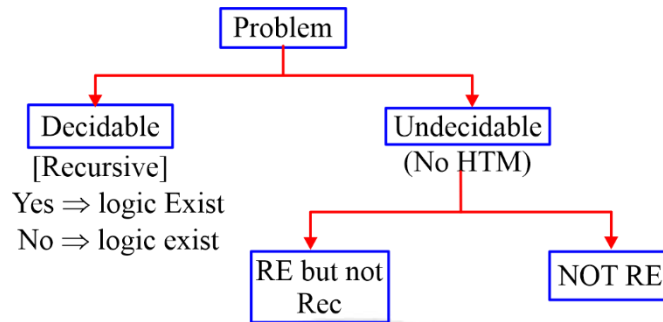 Problem
Decidable
Undecidable
[Recursive]
(No HTM)
Yes ⇒ logic Exist
No ⇒ logic exist
RE but not
Rec
NOT RE